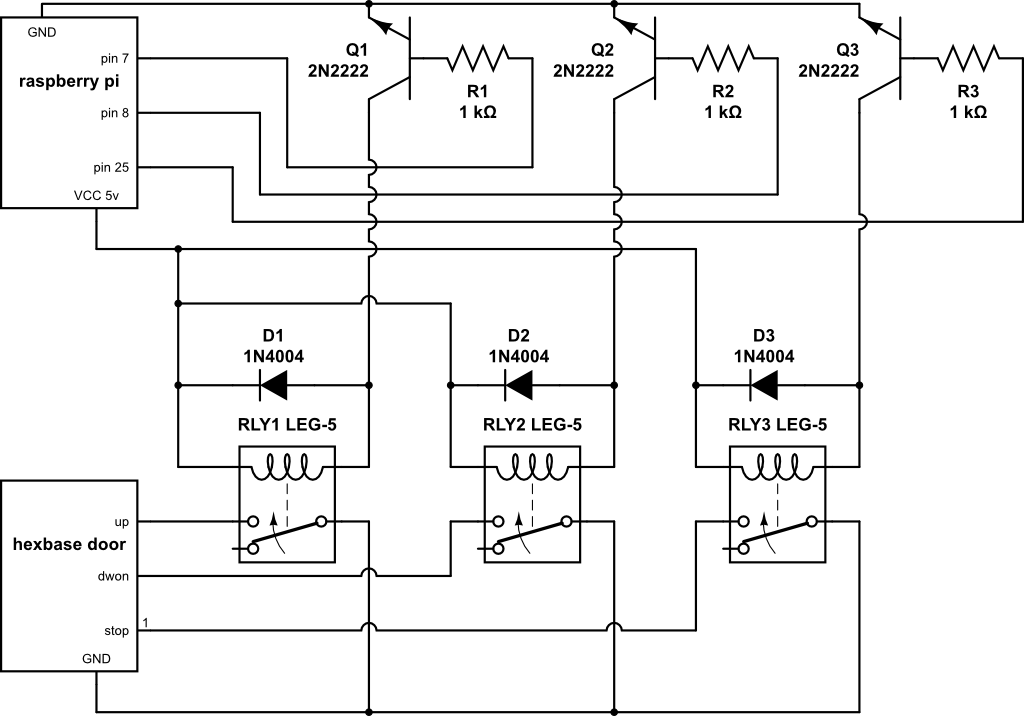 GND
pin 7
raspberry pi
pin 8
pin 25
VCC 5v
Q1
2N2222
R1
1 kΩ
Q2
2N2222
R2
1 kΩ
Q3
2N2222
R3
1 kΩ
D1
1N4004
D2
1N4004
D3
1N4004
RLY1 LEG-5
RLY2 LEG-5
RLY3 LEG-5
up
hexbase door
dwon
stop
1
GND